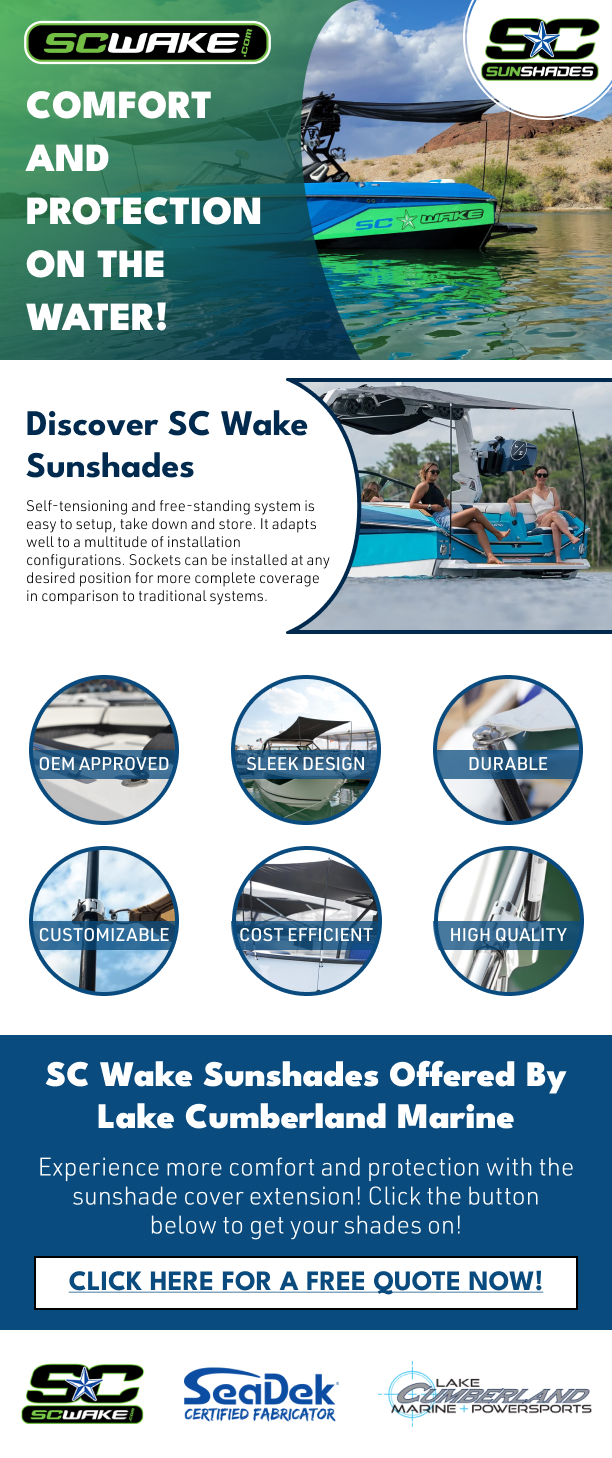 SCWAKE.com
SC
SUNSHADES
COMFORT
AND
PROTECTION
ON THE
WATER!
SC WAKE
Discover SC Wake
Sunshades
Self-tensioning and free-standing system is
easy to setup, take down and store. It adapts
well to a multitude of installation
configurations. Sockets can be installed at any
desired position for more complete coverage
in comparison to traditional systems.
OEM APPROVED
SLEEK DESIGN
DURABLE
CUSTOMIZABLE
COST EFFICIENT
HIGH QUALITY
SC Wake Sunshades Offered By
Lake Cumberland Marine
Experience more comfort and protection with the
sunshade cover extension! Click the button
below to get your shades on!
CLICK HERE FOR A FREE QUOTE NOW!
SC
SCWAKE.com
SeaDek®
CERTIFIED FABRICATOR
LAKE
CUMBERLAND
MARINE + POWERSPORTS